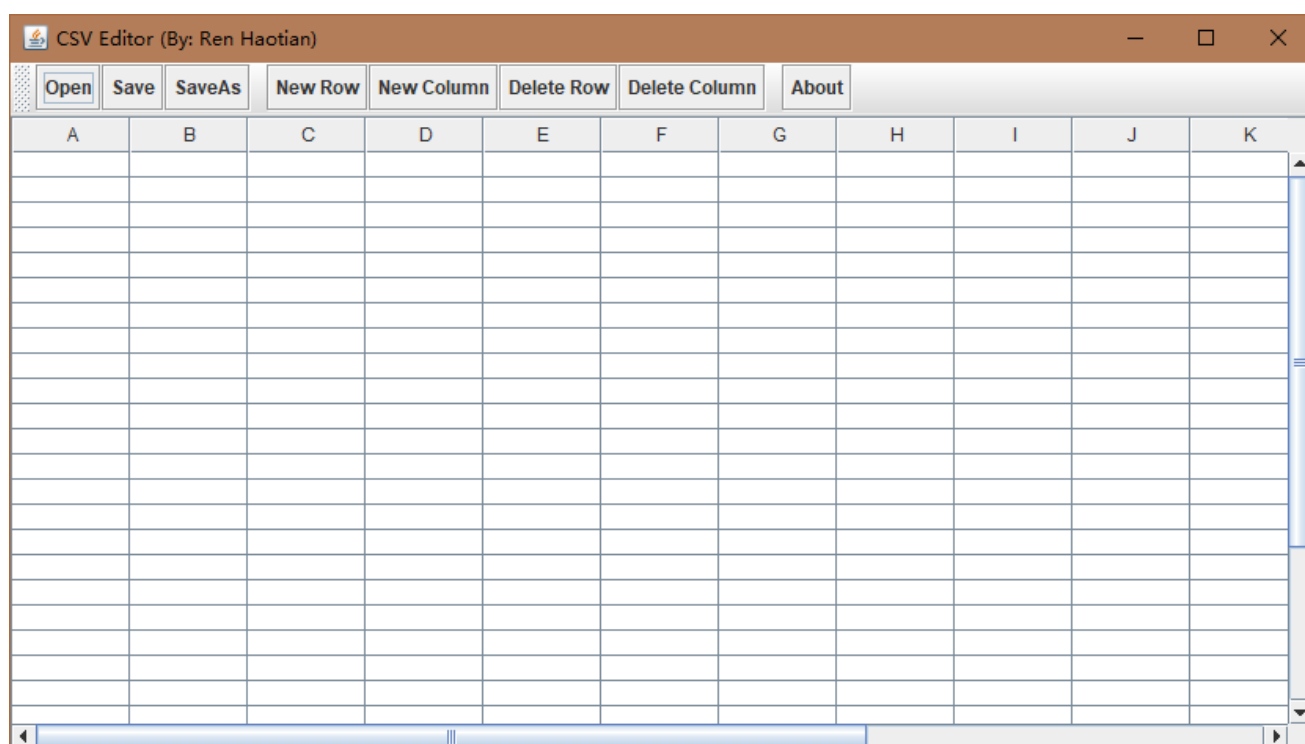 CSV Editor (By: Ren Haotian)
Open Save SaveAs New Row New Column Delete Row Delete Column About
A B C D E F G H I J K